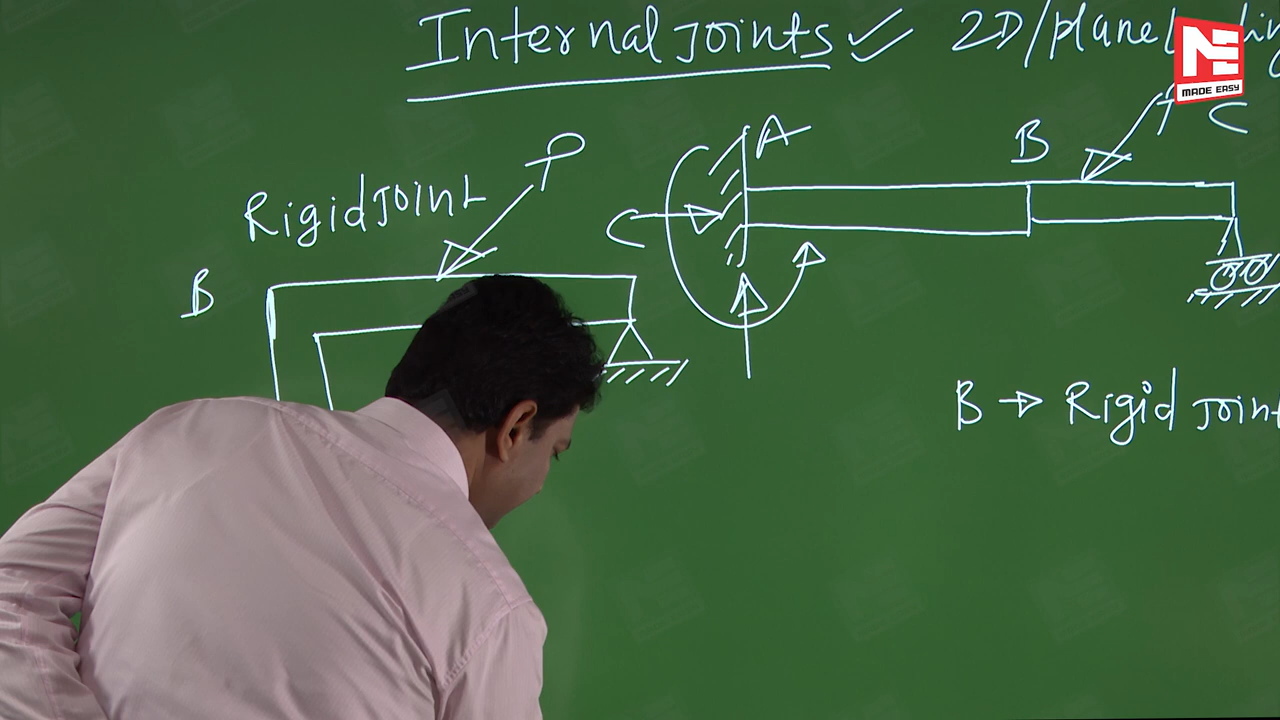 Internal Joints
2D/plane/
MADE EASY
A
B
P
C
Rigid Joint
P
B
B → Rigid Joint